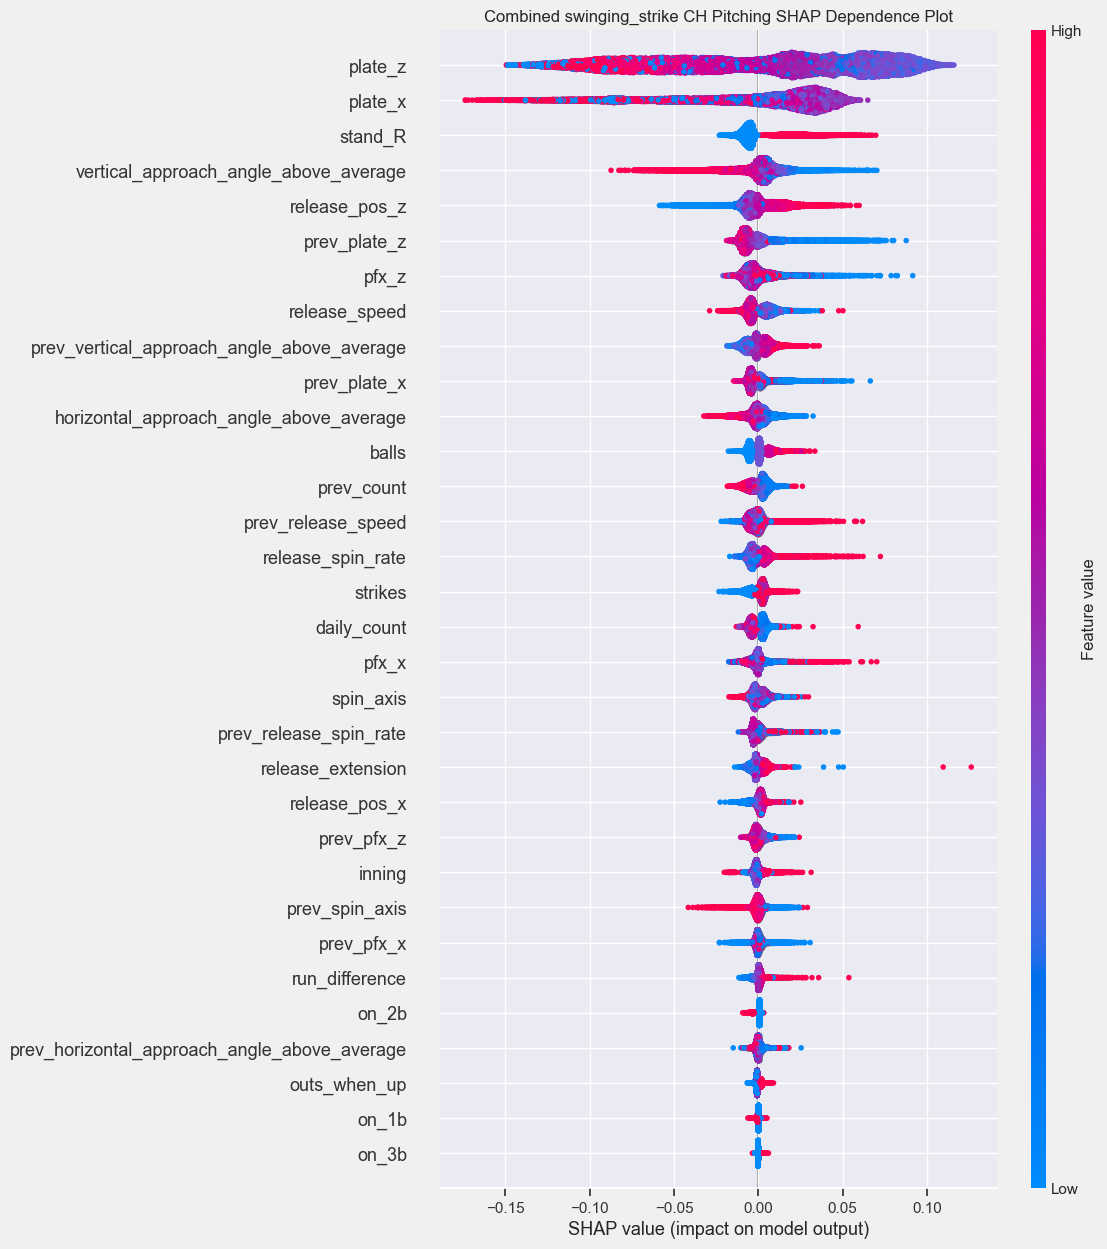 Combined swinging_strike CH Pitching SHAP Dependence Plot
High
plate_z
plate_x
stand_R
vertical_approach_angle_above_average
release_pos_z
prev_plate_z
pfx_z
release_speed
prev_vertical_approach_angle_above_average
prev_plate_x
horizontal_approach_angle_above_average
balls
prev_count
prev_release_speed
release_spin_rate
strikes
daily_count
pfx_x
spin_axis
prev_release_spin_rate
release_extension
release_pos_x
prev_pfx_z
inning
prev_spin_axis
prev_pfx_x
run_difference
on_2b
prev_horizontal_approach_angle_above_average
outs_when_up
on_1b
on_3b
Feature value
Low
−0.15 −0.10 −0.05 0.00 0.05 0.10
SHAP value (impact on model output)